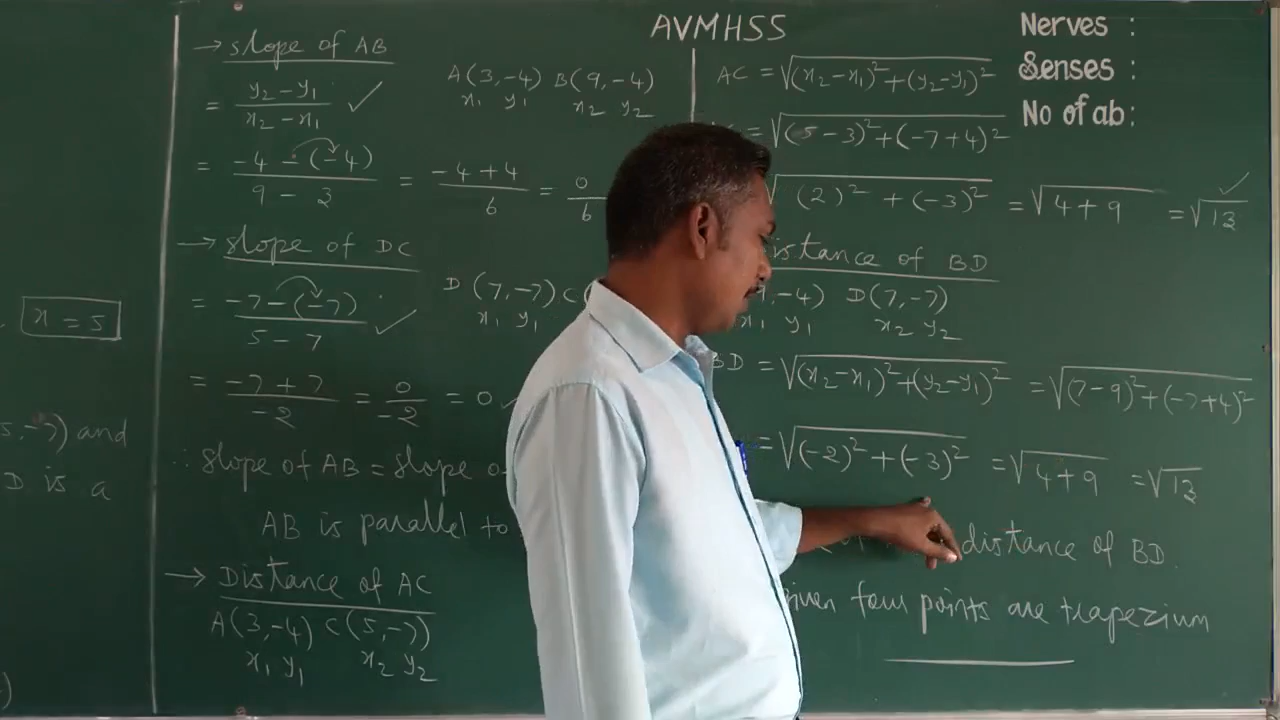 AVMHSS
Nerves :
Senses :
No of ab:
x = 5
5, -7) and
D is a
→ slope of AB
= y₂ - y₁ / x₂ - x₁ ✓
A(3,-4) B(9,-4)
x₁ y₁ x₂ y₂
= -4 - (-4) / 9 - 3 = -4 + 4 / 6 = 0 / 6
→ slope of DC
D (7,-7) C(
x₁ y₁
= -7 - (-7) / 5 - 7 ✓
= -7 + 7 / -2 = 0 / -2 = 0
∴ slope of AB = slope
AB is parallel to
→ Distance of AC
A(3,-4) C(5,-7)
x₁ y₁ x₂ y₂
AC = √(x₂-x₁)²+(y₂-y₁)²
= √(5-3)²+(-7+4)²
√(2)²+(-3)² = √4+9 = √13 ✓
istance of BD
,-4) D(7,-7)
x₁ y₁ x₂ y₂
BD = √(x₂-x₁)²+(y₂-y₁)² = √(7-9)²+(-7+4)²
= √(-2)²+(-3)² = √4+9 = √13
distance of BD.
iven four points are trapezium